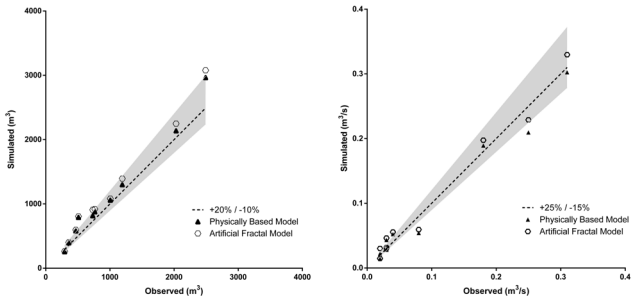 4000
3000
2000
1000
0
Simulated (m³)
0
1000
2000
3000
4000
Observed (m³)
+20% / -10%
Physically Based Model
Artificial Fractal Model
0.4
0.3
0.2
0.1
0.0
Simulated (m³/s)
0.0
0.1
0.2
0.3
0.4
Observed (m³/s)
+25% / -15%
Physically Based Model
Artificial Fractal Model